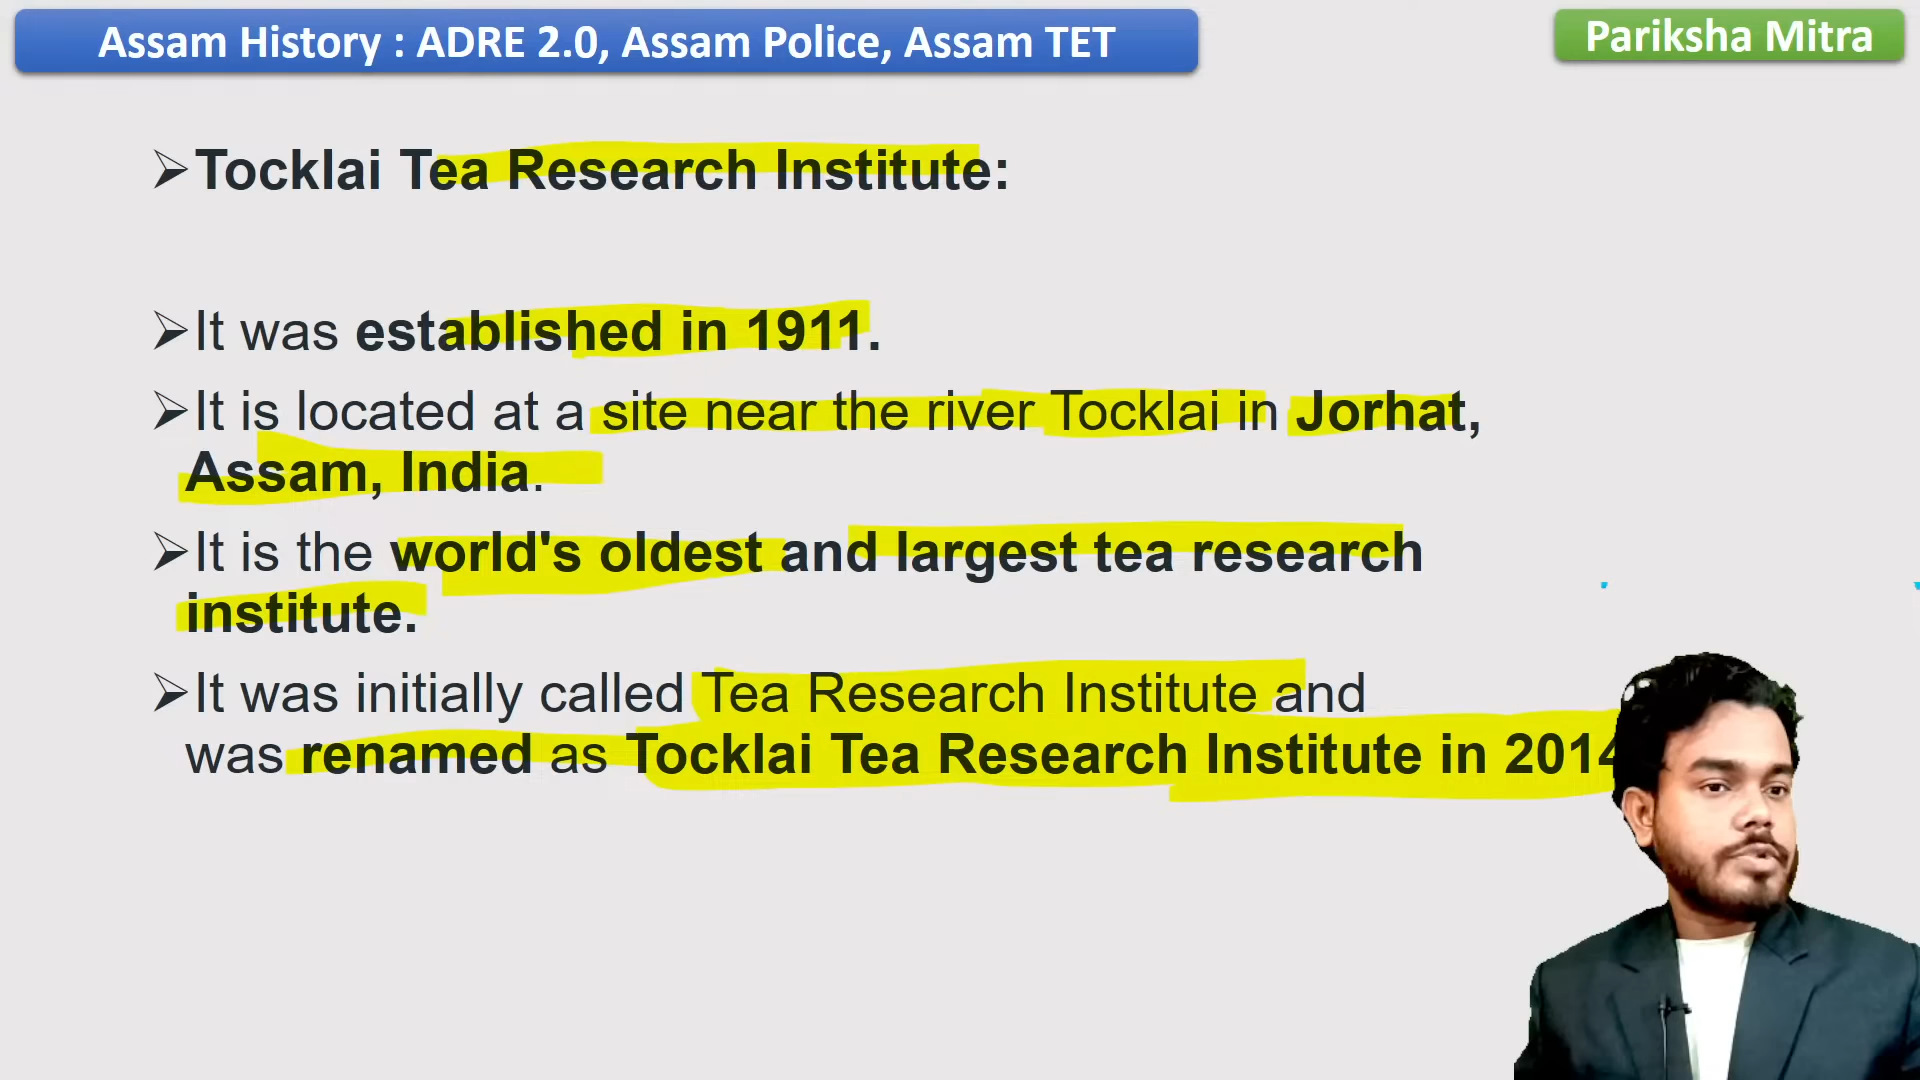 Assam History : ADRE 2.0, Assam Police, Assam TET
Pariksha Mitra
➢Tocklai Tea Research Institute:
➢It was established in 1911.
➢It is located at a site near the river Tocklai in Jorhat,
Assam, India.
➢It is the world's oldest and largest tea research
institute.
➢It was initially called Tea Research Institute and
was renamed as Tocklai Tea Research Institute in 2014